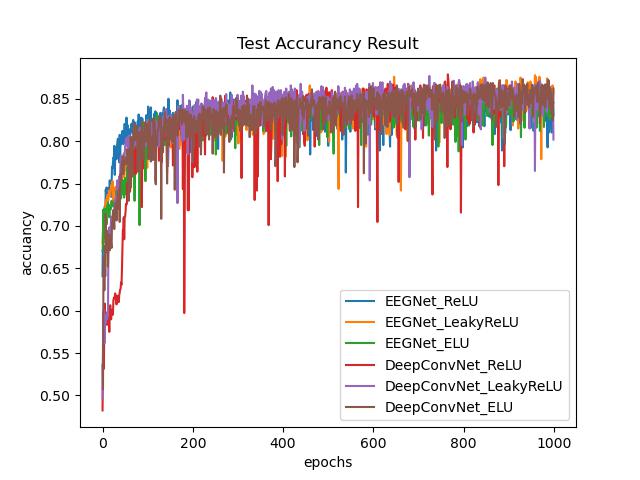 Test Accurancy Result
accuancy
0.85
0.80
0.75
0.70
0.65
0.60
0.55
0.50
EEGNet_ReLU
EEGNet_LeakyReLU
EEGNet_ELU
DeepConvNet_ReLU
DeepConvNet_LeakyReLU
DeepConvNet_ELU
0 200 400 600 800 1000
epochs